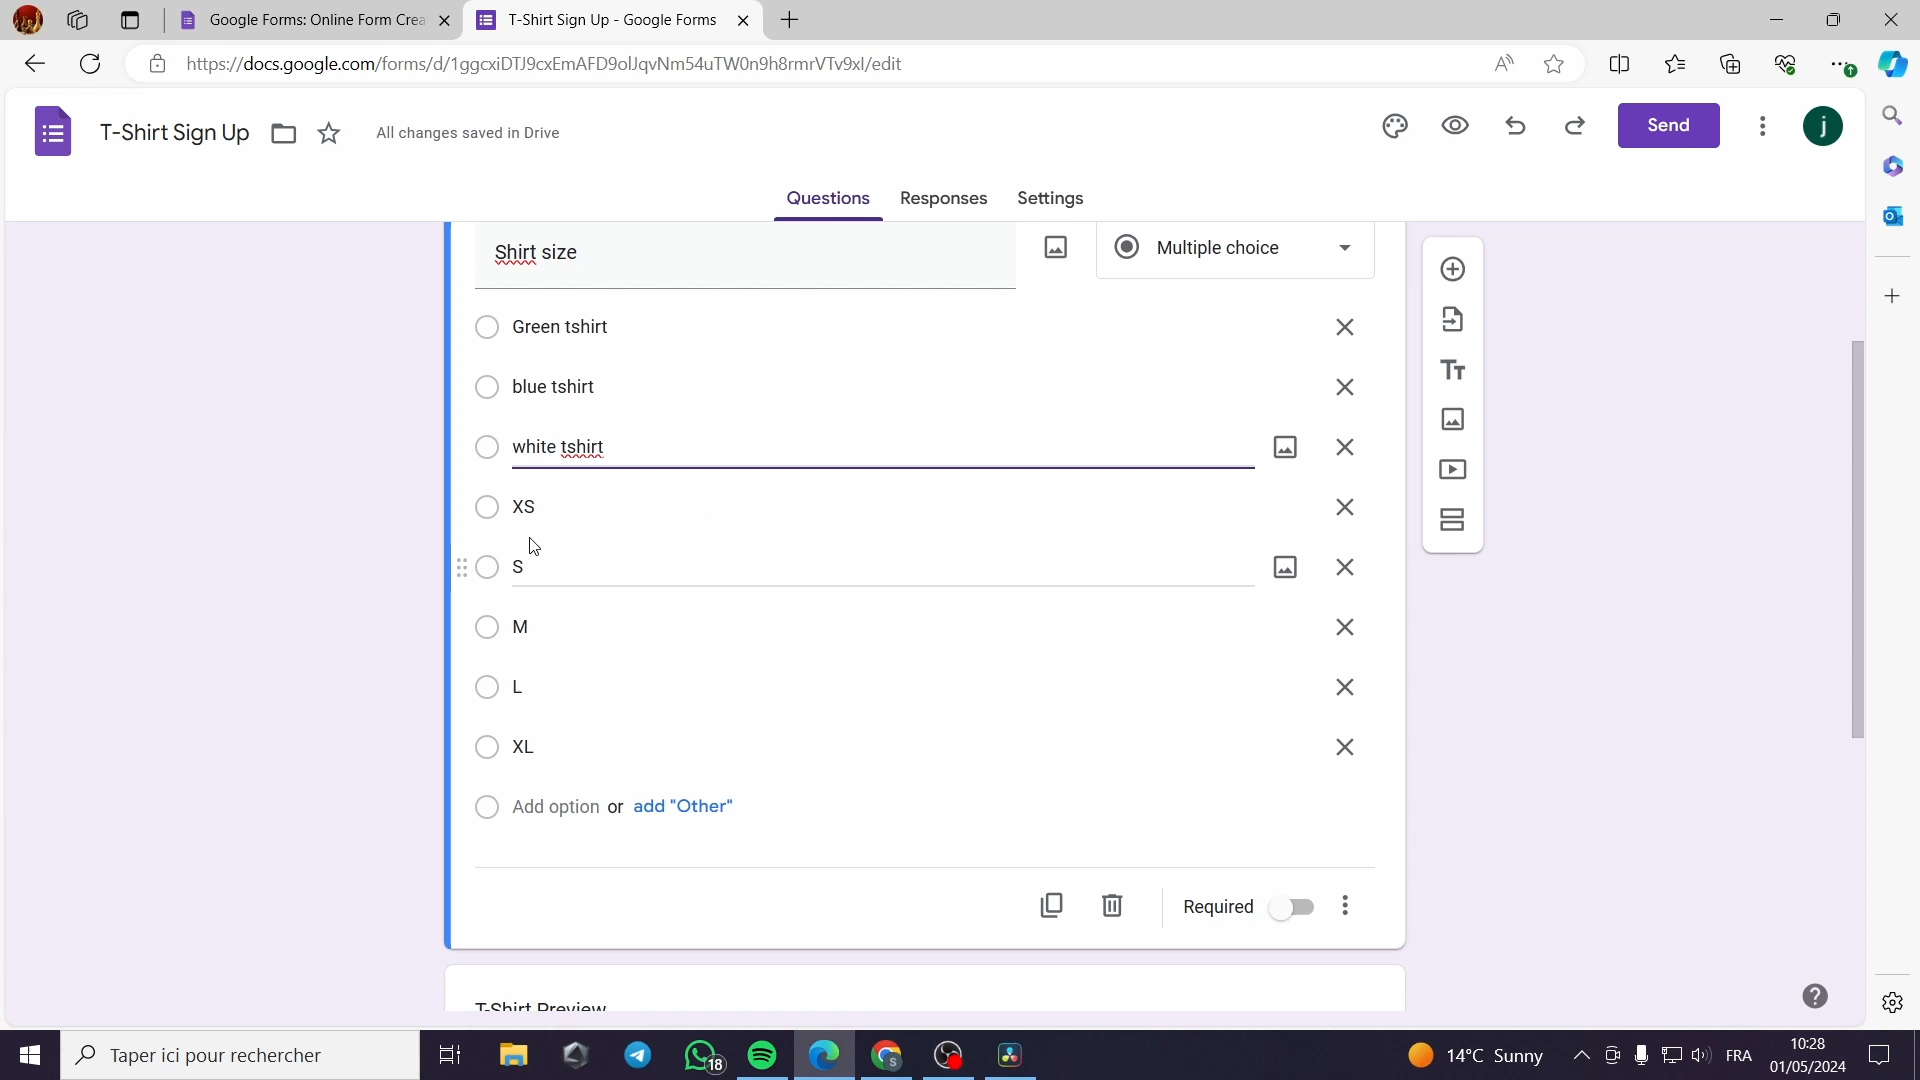 Google Forms: Online Form Crea
T-Shirt Sign Up - Google Forms
https://docs.google.com/forms/d/1ggcxiDTJ9cxEmAFD9olJqvNm54uTW0n9h8rmrVTv9xI/edit
T-Shirt Sign Up
All changes saved in Drive
Send
j
Questions
Responses
Settings
Shirt size
Multiple choice
Green tshirt
blue tshirt
white tshirt
XS
S
M
L
XL
Add option or add "Other"
Required
T-Shirt Preview
Taper ici pour rechercher
18
S
14°C Sunny
FRA
10:28
01/05/2024